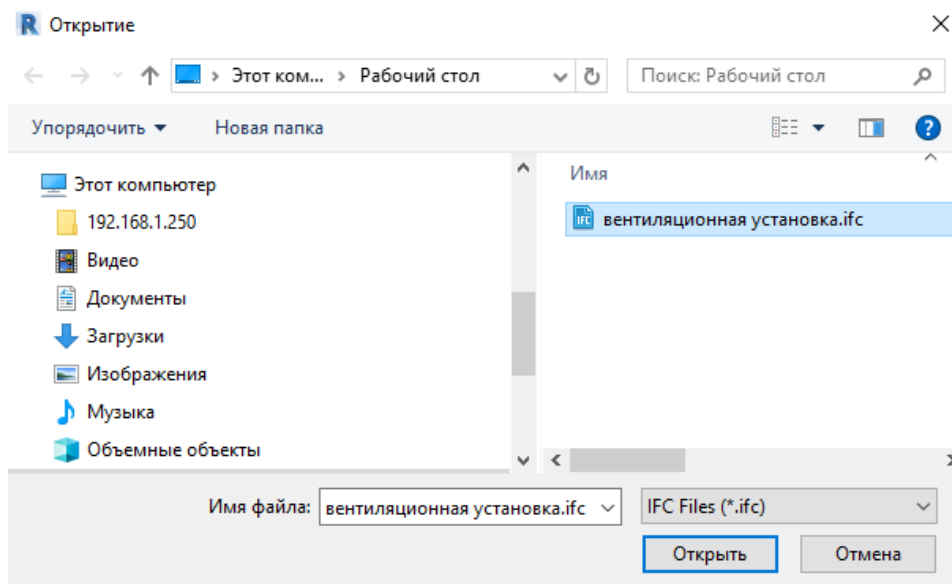 R Открытие
Этот ком... > Рабочий стол
Поиск: Рабочий стол
Упорядочить
Новая папка
?
Этот компьютер
192.168.1.250
Видео
Документы
Загрузки
Изображения
Музыка
Объемные объекты
Имя
IFC вентиляционная установка.ifc
Имя файла: вентиляционная установка.ifc
IFC Files (*.ifc)
Открыть
Отмена